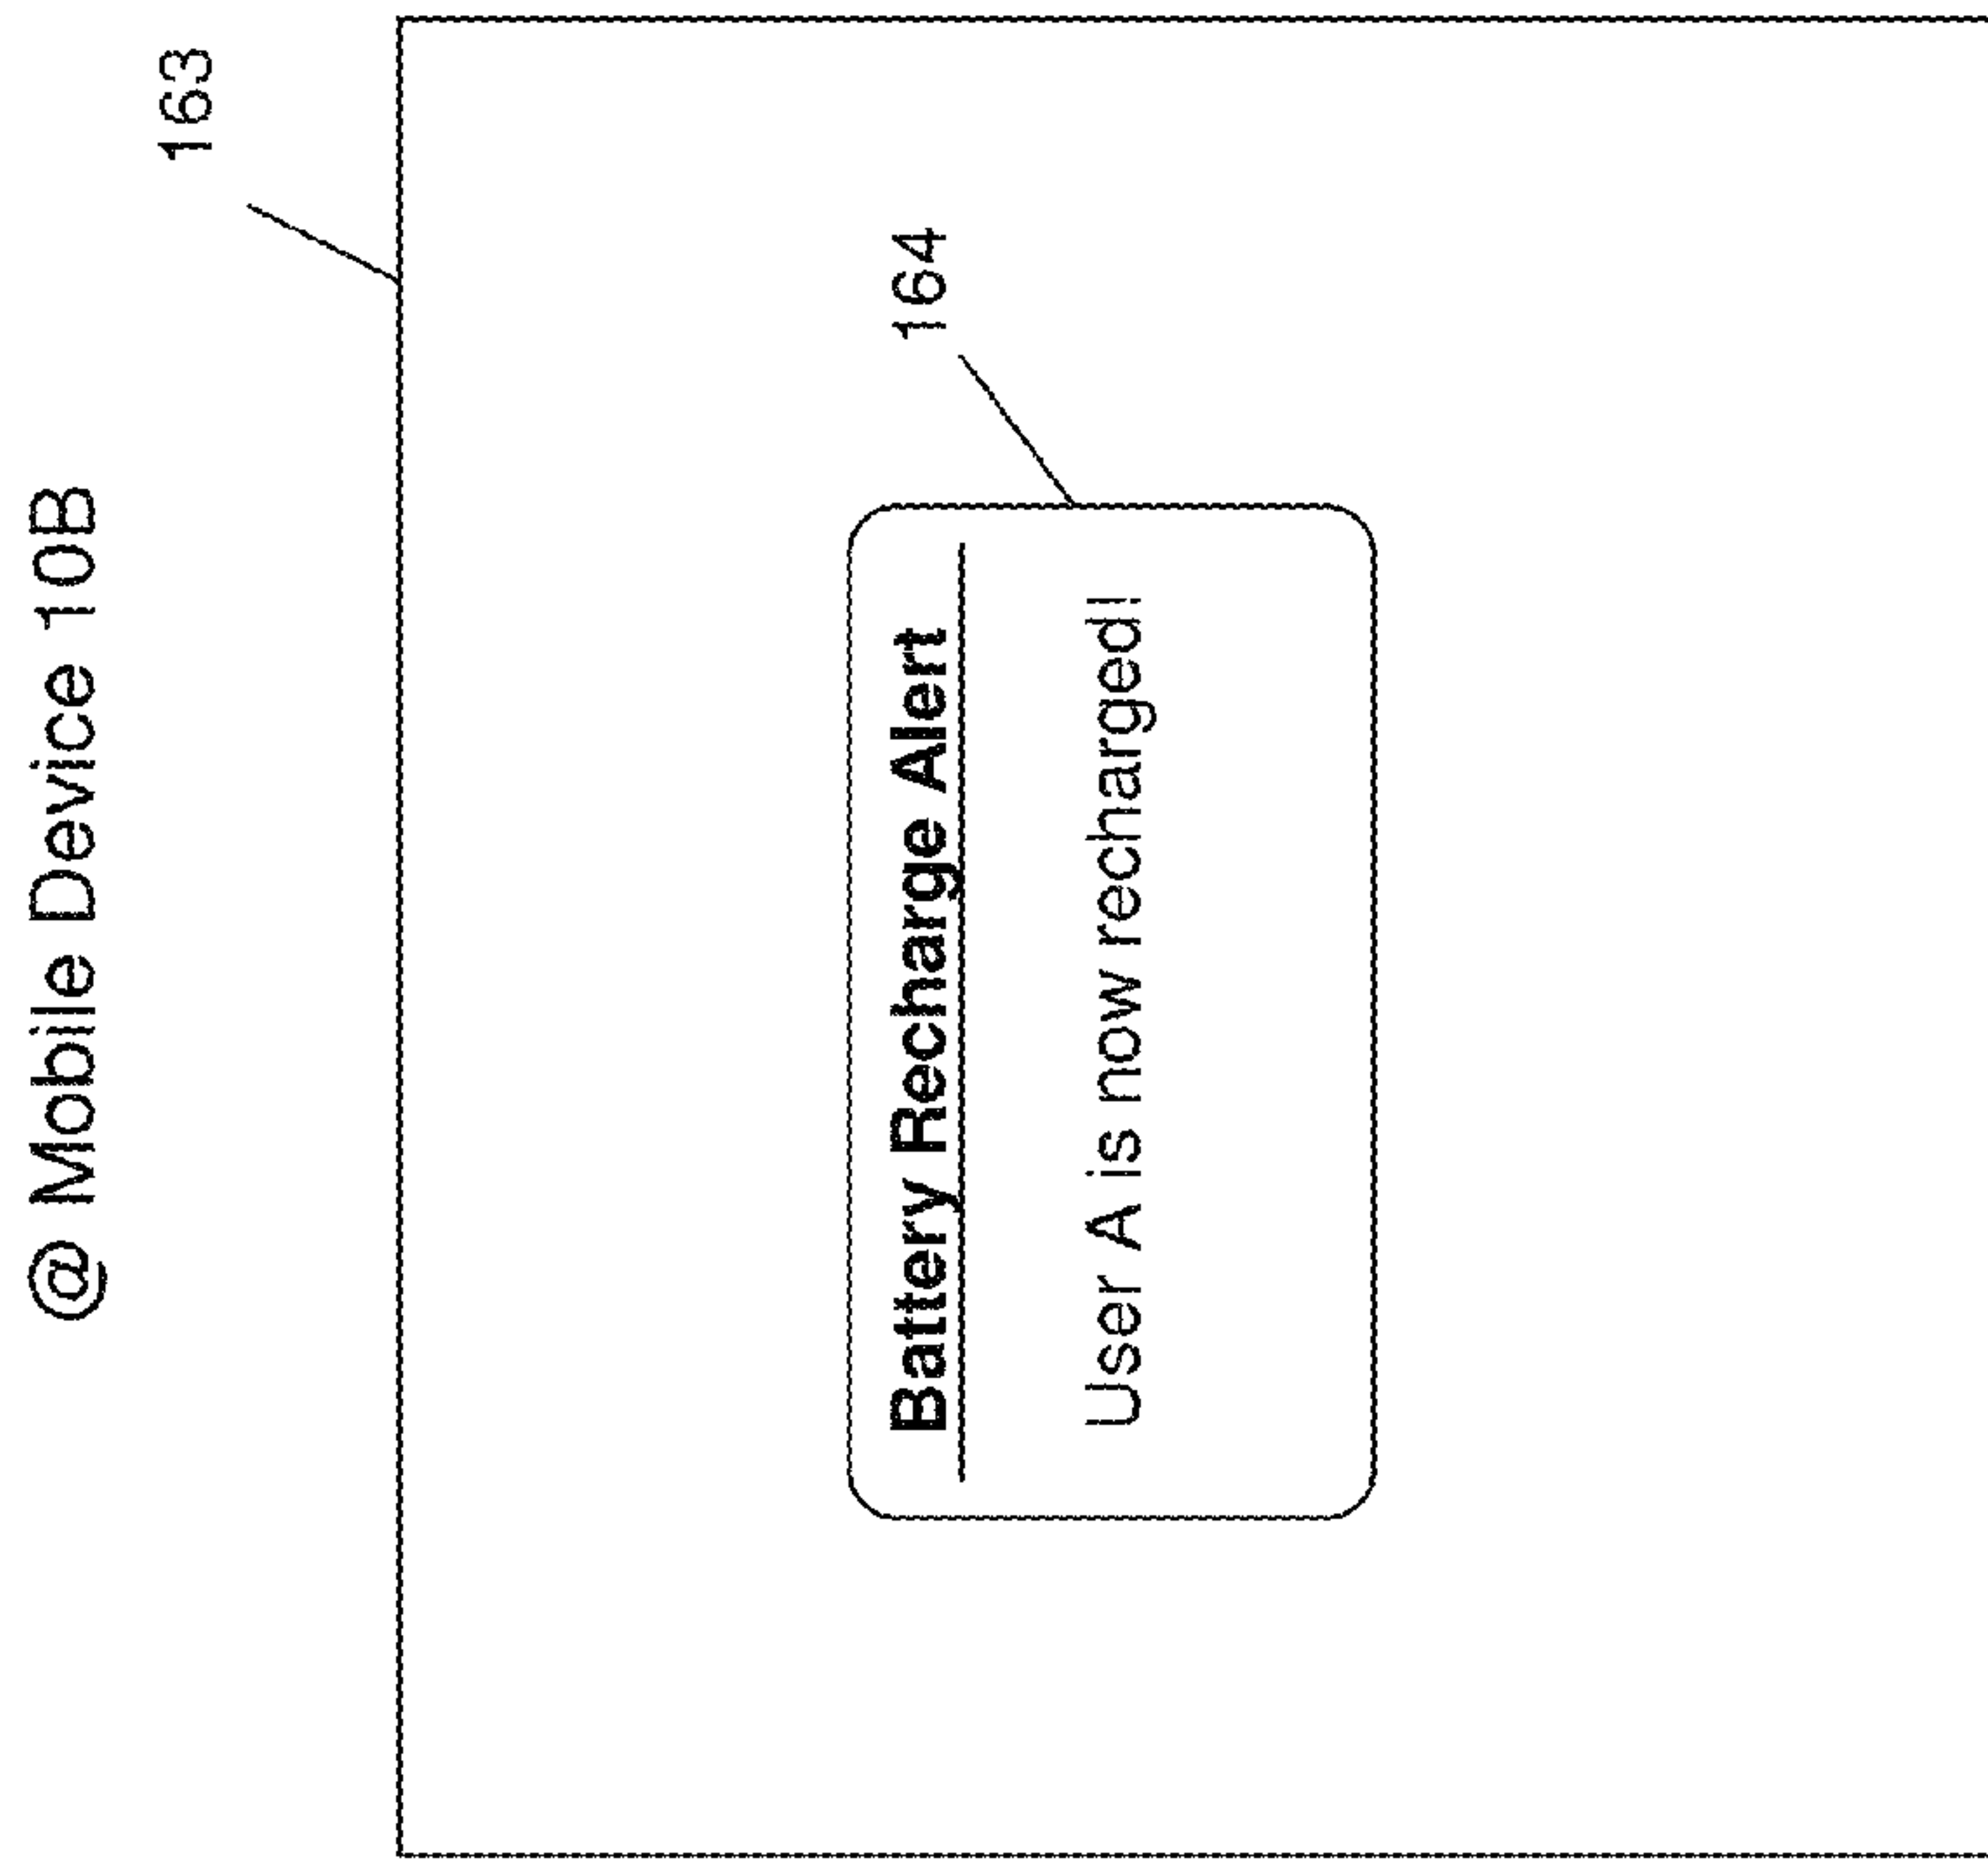 @ Mobile Device 10B
163
164
Battery Recharge Alert
User A is now recharged!